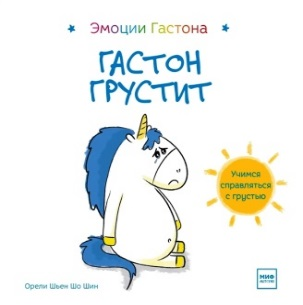 Эмоции Гастона
ГАСТОН
ГРУСТИТ
Учимся
справляться
с грустью
Орели Шьен Шо Шин
МИФ